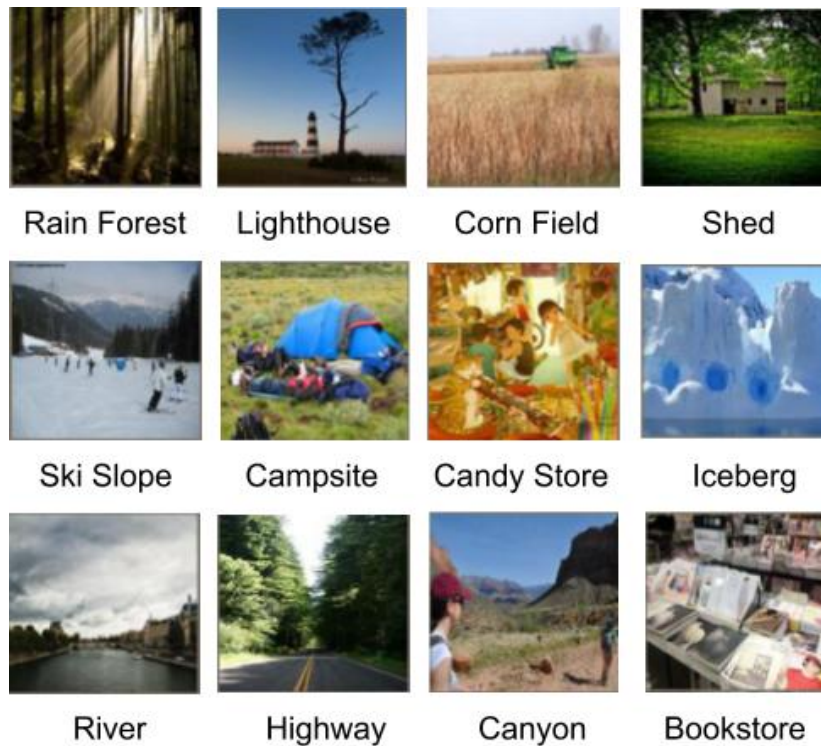 Rain Forest
Lighthouse
Corn Field
Shed
Ski Slope
Campsite
Candy Store
Iceberg
River
Highway
Canyon
Bookstore